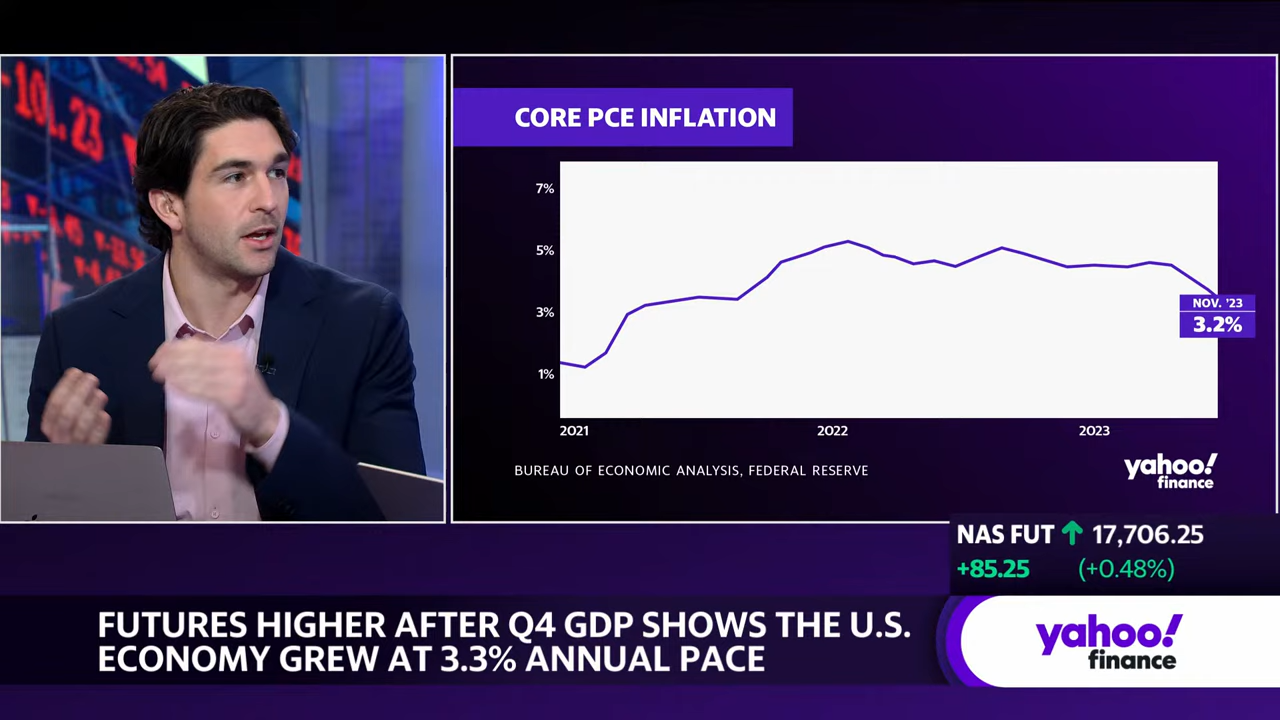 CORE PCE INFLATION
7%
5%
3%
1%
NOV. '23
3.2%
2021
2022
2023
BUREAU OF ECONOMIC ANALYSIS, FEDERAL RESERVE
yahoo!
finance
NAS FUT 17,706.25
+85.25 (+0.48%)
FUTURES HIGHER AFTER Q4 GDP SHOWS THE U.S.
ECONOMY GREW AT 3.3% ANNUAL PACE
yahoo!
finance